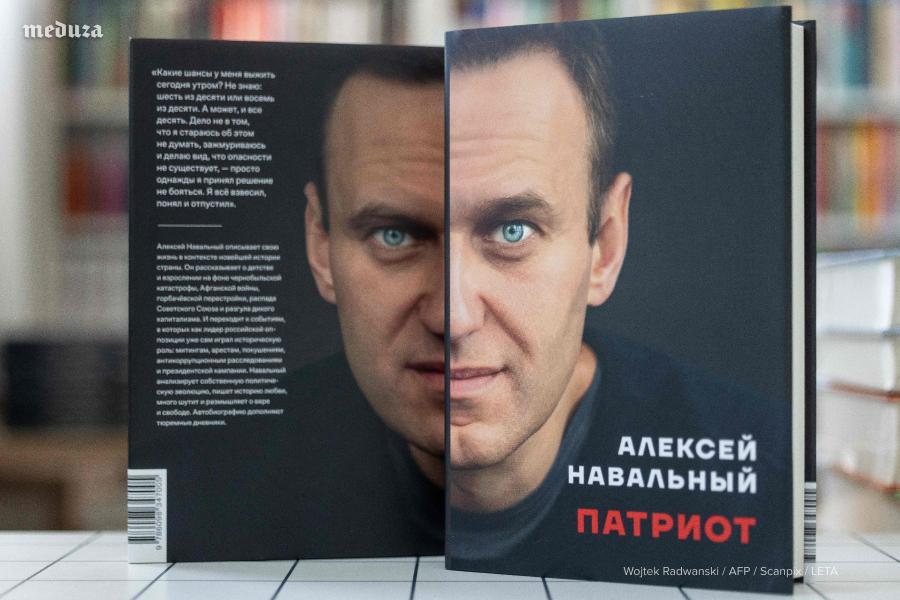 meduza
«Какие шансы у меня выжить
сегодня утром? Не знаю:
шесть из десяти или восемь
из десяти. А может, и все
десять. Дело не в том,
что я стараюсь об этом
не думать, зажмуриваюсь
и делаю вид, что опасности
не существует, — просто
однажды я принял решение
не бояться. Я всё взвесил,
понял и отпустил».
Алексей Навальный описывает свою
жизнь в контексте новейшей истории
страны. Он рассказывает о детстве
и взрослении на фоне чернобыльской
катастрофы, Афганской войны,
горбачёвской перестройки, распада
Советского Союза и разгула дикого
капитализма. И переходит к событиям,
в которых как лидер российской оп-
позиции уже сам играл историческую
роль: митингам, арестам, покушениям,
антикоррупционным расследованиям
и президентской кампании. Навальный
анализирует собственную политиче-
скую эволюцию, пишет историю любви,
много шутит и размышляет о вере
и свободе. Автобиографию дополняют
тюремные дневники.
9 786098 347005
АЛЕКСЕЙ
НАВАЛЬНЫЙ
ПАТРИОТ
Wojtek Radwanski / AFP / Scanpix / LETA